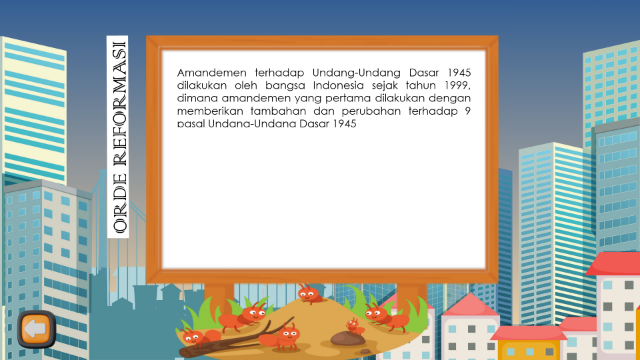 ORDE REFORMASI
Amandemen terhadap Undang-Undang Dasar 1945
dilakukan oleh bangsa Indonesia sejak tahun 1999,
dimana amandemen yang pertama dilakukan dengan
memberikan tambahan dan perubahan terhadap 9
pasal Undang-Undang Dasar 1945